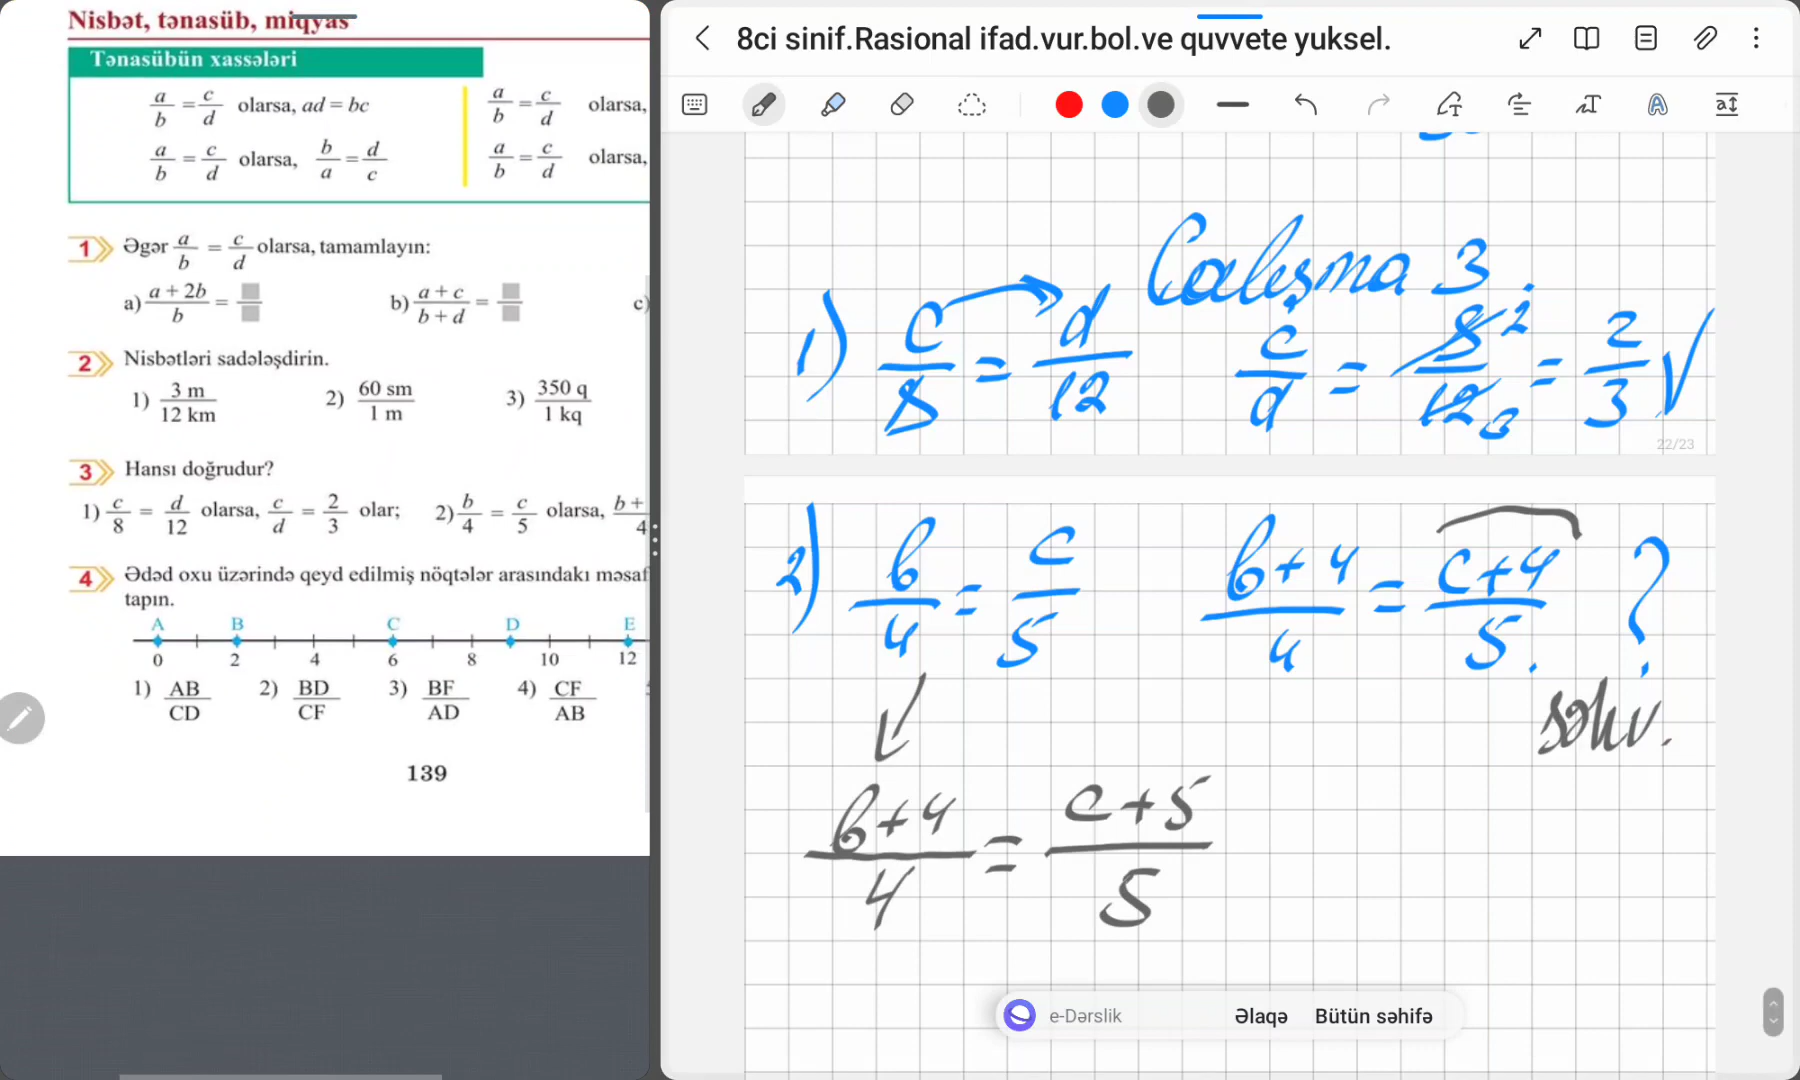 Nisbət, tənasüb, miqyas
Tənasübün xassələri
a/b = c/d olarsa, ad = bc
a/b = c/d olarsa,
a/b = c/d olarsa, b/a = d/c
a/b = c/d olarsa,
1 Əgər a/b = c/d olarsa, tamamlayın:
a) (a + 2b)/b = b) (a + c)/(b + d) = c)
2 Nisbətləri sadələşdirin.
1) 3 m/12 km 2) 60 sm/1 m 3) 350 q/1 kq
3 Hansı doğrudur?
1) c/8 = d/12 olarsa, c/d = 2/3 olar; 2) b/4 = c/5 olarsa, b +/4
4 Ədəd oxu üzərində qeyd edilmiş nöqtələr arasındakı məsaf
tapın.
A B C D E
0 2 4 6 8 10 12
1) AB/CD 2) BD/CF 3) BF/AD 4) CF/AB
139
8ci sinif.Rasional ifad.vur.bol.ve quvvete yuksel.
Çalışma 3.
1) c/8 = d/12 c/d = 8 2/12 3 = 2/3 √
22/23
2) b/4 = c/5 (b+4)/4 = (c+4)/5. ?
səhv.
(b+4)/4 = (c+5)/5
e-Dərslik Əlaqə Bütün səhifə